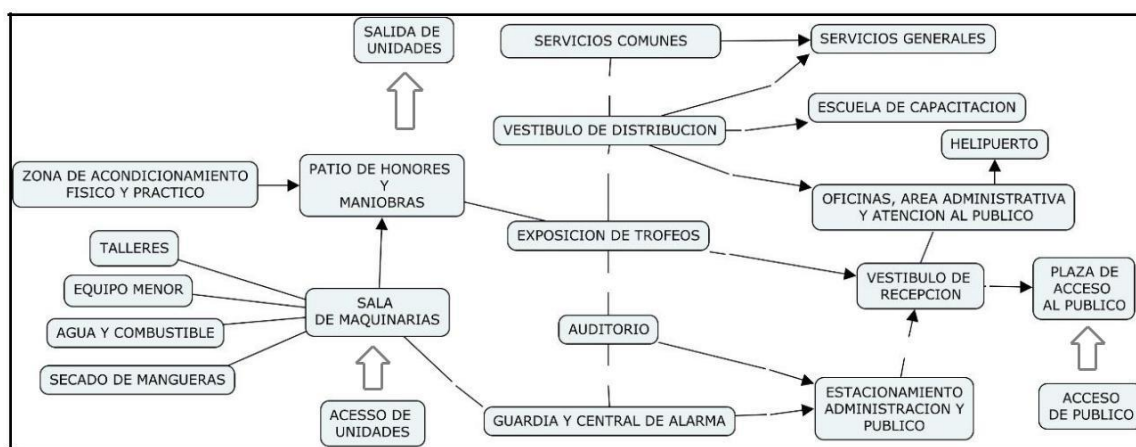 SALIDA DE
UNIDADES
SERVICIOS COMUNES
SERVICIOS GENERALES
VESTIBULO DE DISTRIBUCION
ESCUELA DE CAPACITACION
HELIPUERTO
ZONA DE ACONDICIONAMIENTO
FISICO Y PRACTICO
PATIO DE HONORES
Y
MANIOBRAS
OFICINAS, AREA ADMINISTRATIVA
Y ATENCION AL PUBLICO
EXPOSICION DE TROFEOS
TALLERES
EQUIPO MENOR
AGUA Y COMBUSTIBLE
SECADO DE MANGUERAS
SALA
DE MAQUINARIAS
VESTIBULO DE
RECEPCION
PLAZA DE
ACCESO
AL PUBLICO
AUDITORIO
ACESSO DE
UNIDADES
GUARDIA Y CENTRAL DE ALARMA
ESTACIONAMIENTO
ADMINISTRACION Y
PUBLICO
ACCESO
DE PUBLICO